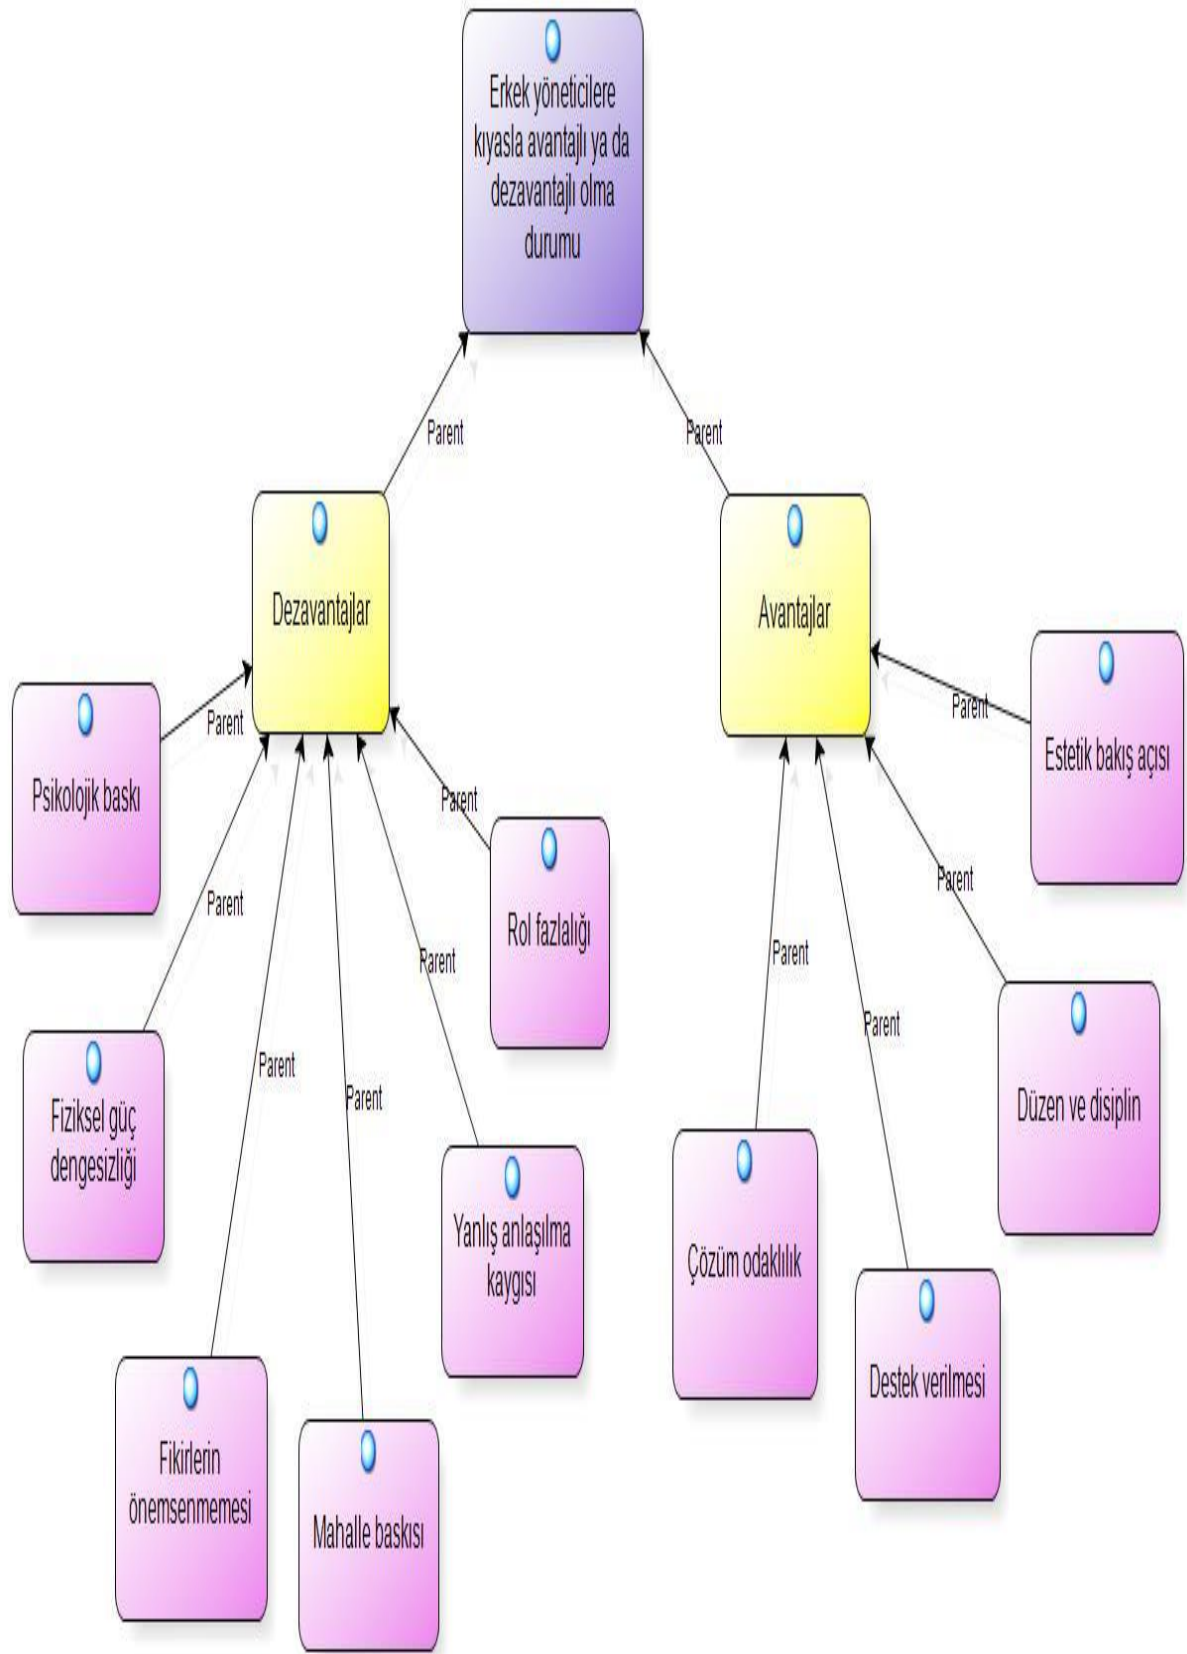 Erkek yöneticilere
kıyasla avantajlı ya da
dezavantajlı olma
durumu
Parent
Parent
Dezavantajlar
Avantajlar
Psikolojik baskı
Parent
Parent
Estetik bakış açısı
Parent
Rol fazlalığı
Parent
Parent
Parent
Parent
Düzen ve disiplin
Fiziksel güç
dengesizliği
Parent
Parent
Parent
Yanlış anlaşılma
kaygısı
Çözüm odaklılık
Destek verilmesi
Fikirlerin
önemsenmemesi
Mahalle baskısı